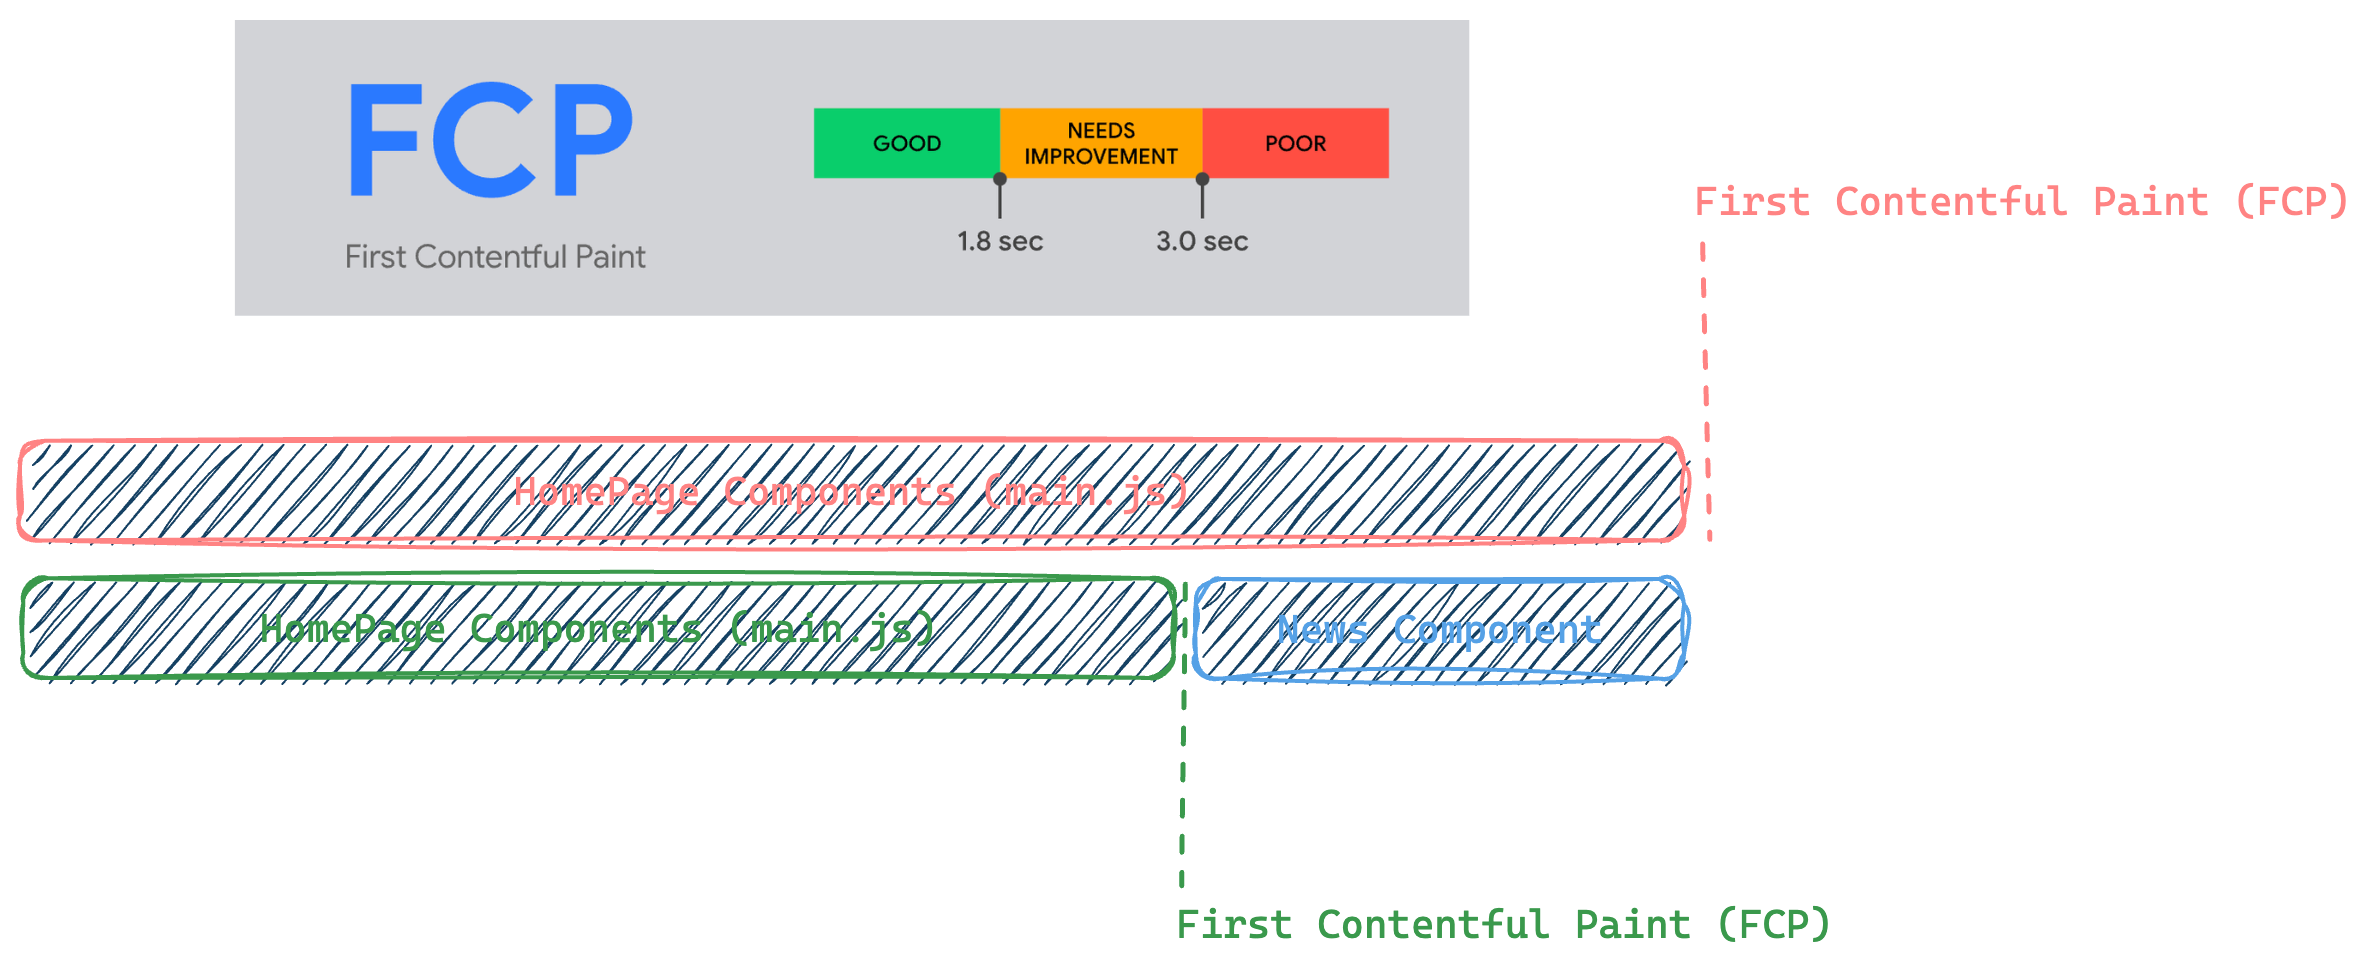 FCP
First Contentful Paint
GOOD
NEEDS
IMPROVEMENT
POOR
1.8 sec
3.0 sec
First Contentful Paint (FCP)
HomePage Components (main.js)
HomePage Components (main.js)
News Component
First Contentful Paint (FCP)